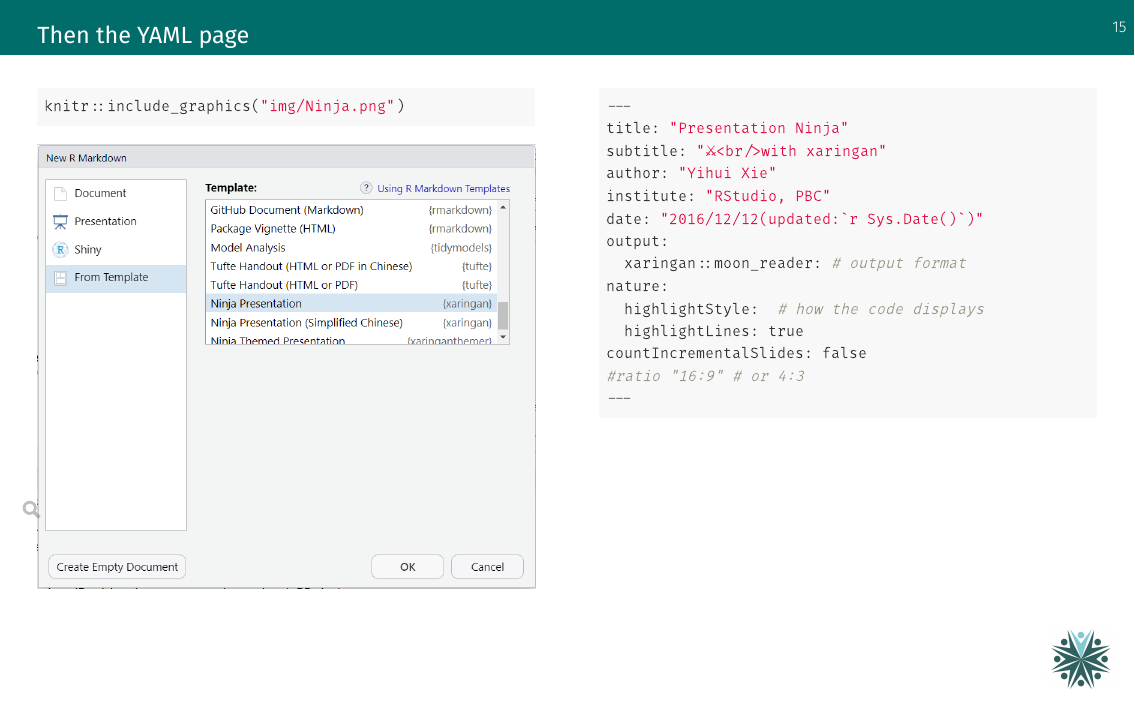 Then the YAML page
15
knitr::include_graphics("img/Ninja.png")
New R Markdown
Document
Presentation
Shiny
From Template
Template:
Using R Markdown Templates
GitHub Document (Markdown) {rmarkdown}
Package Vignette (HTML) {rmarkdown}
Model Analysis {tidymodels}
Tufte Handout (HTML or PDF in Chinese) {tufte}
Tufte Handout (HTML or PDF) {tufte}
Ninja Presentation {xaringan}
Ninja Presentation (Simplified Chinese) {xaringan}
Ninja Themed Presentation {xaringanthemer}
Create Empty Document
OK
Cancel
---
title: "Presentation Ninja"
subtitle: "⚔<br/>with xaringan"
author: "Yihui Xie"
institute: "RStudio, PBC"
date: "2016/12/12(updated:`r Sys.Date()`)"
output:
  xaringan::moon_reader: # output format
nature:
  highlightStyle:  # how the code displays
  highlightLines: true
countIncrementalSlides: false
#ratio "16:9" # or 4:3
---